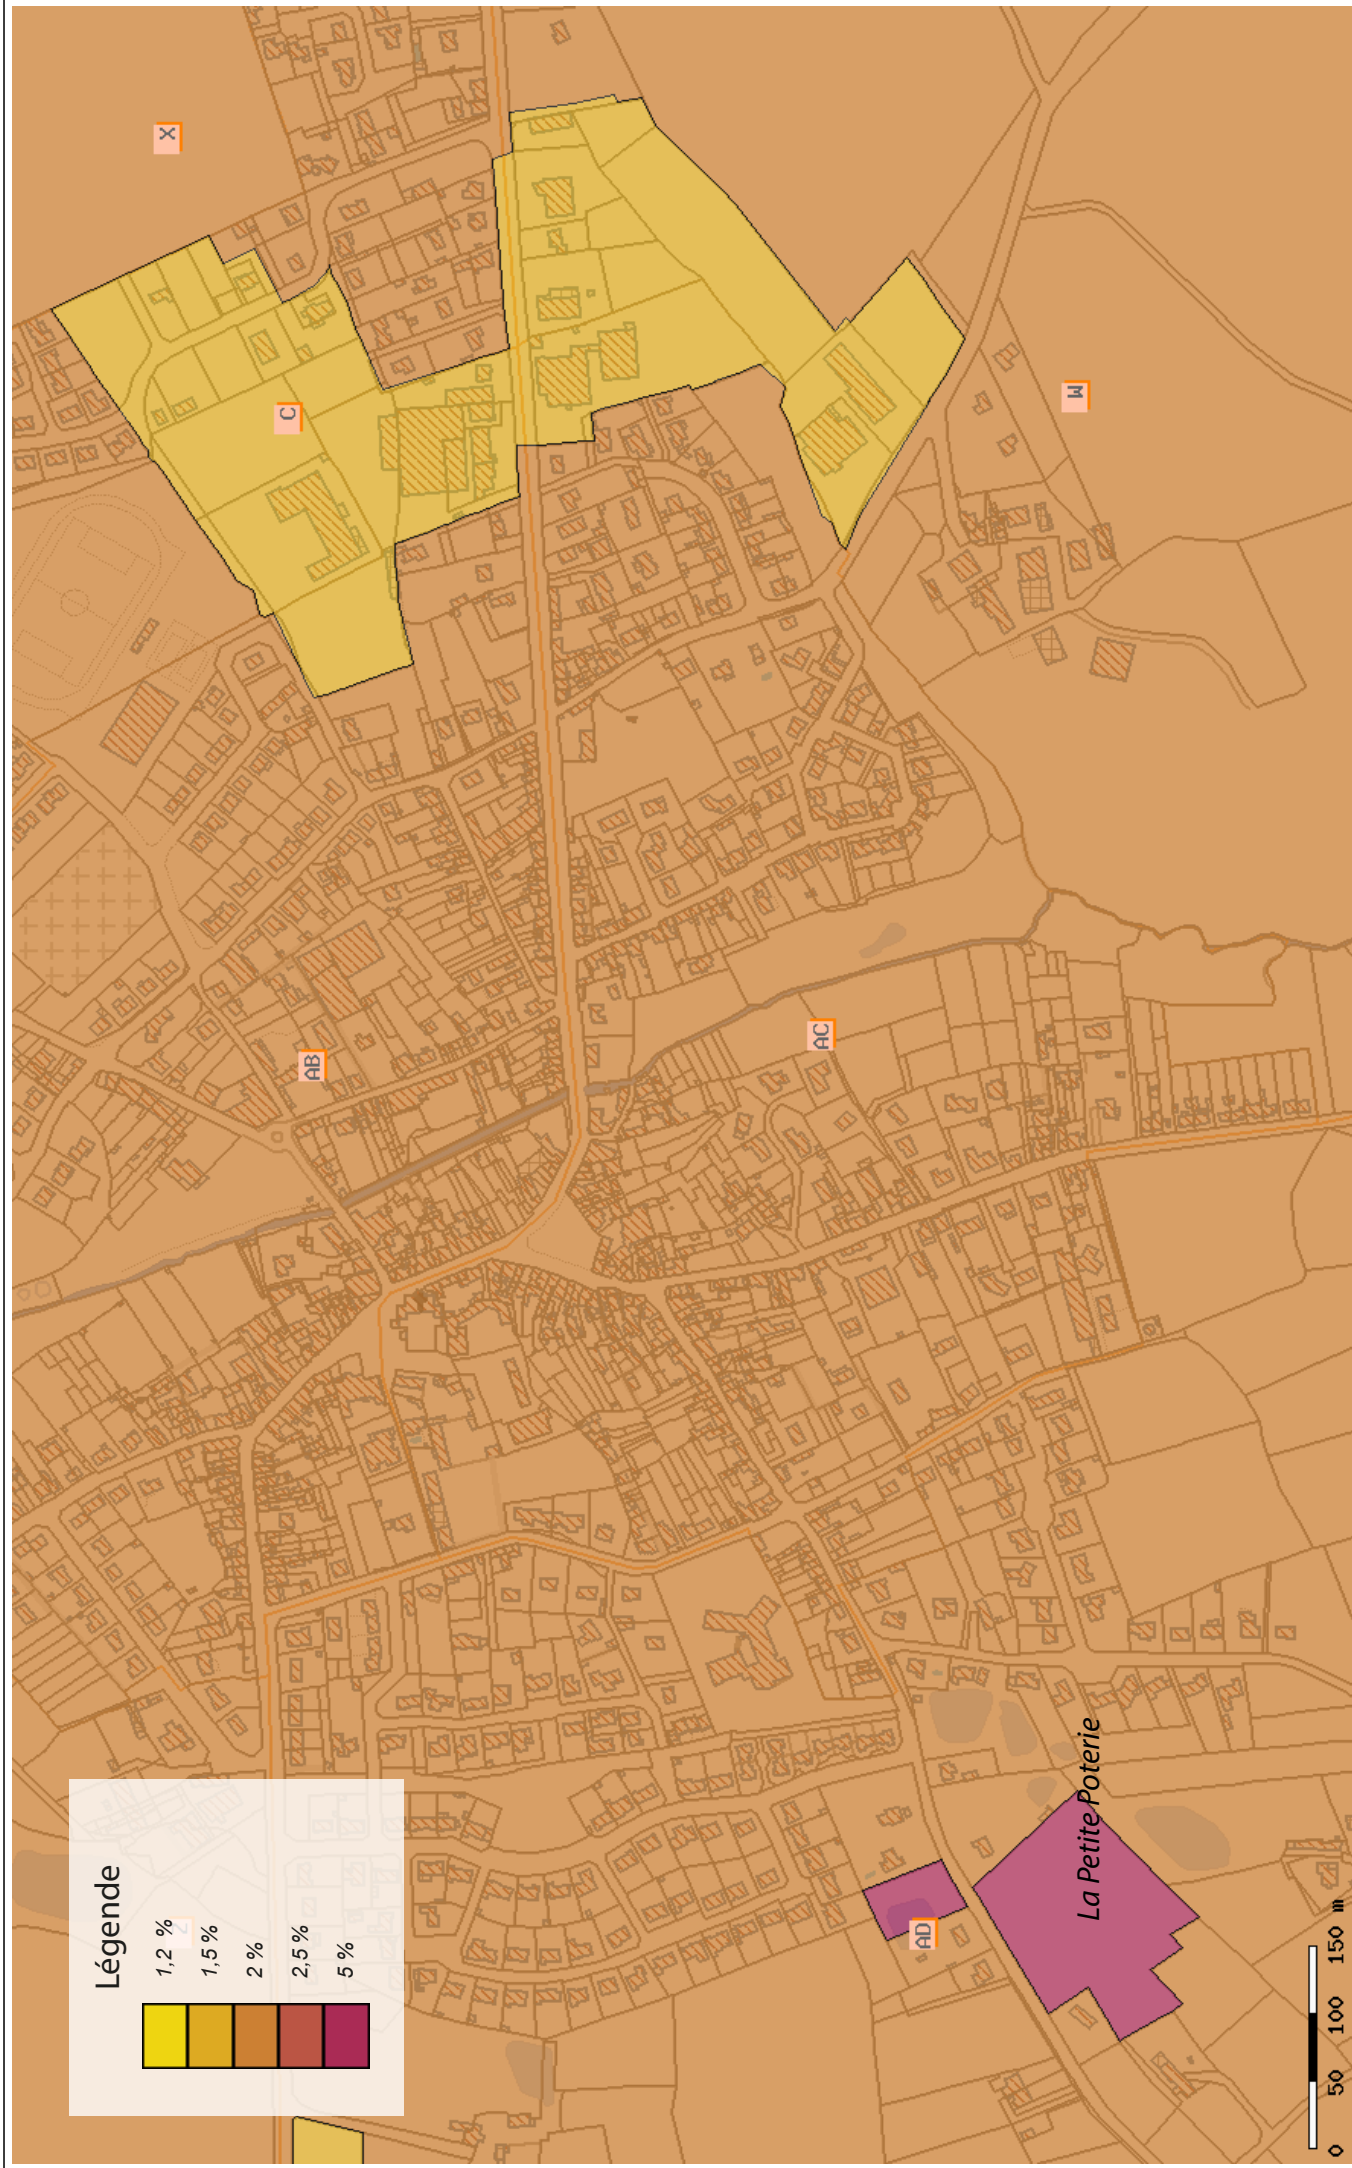 Légende
1,2 %
1,5 %
2 %
2,5 %
5 %
X
C
W
AB
AC
AD
Z
La Petite Poterie
0 50 100 150 m